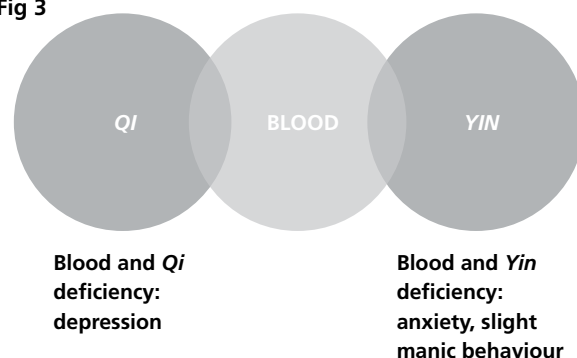 Fig 3
QI
BLOOD
YIN
Blood and Qi
deficiency:
depression
Blood and Yin
deficiency:
anxiety, slight
manic behaviour